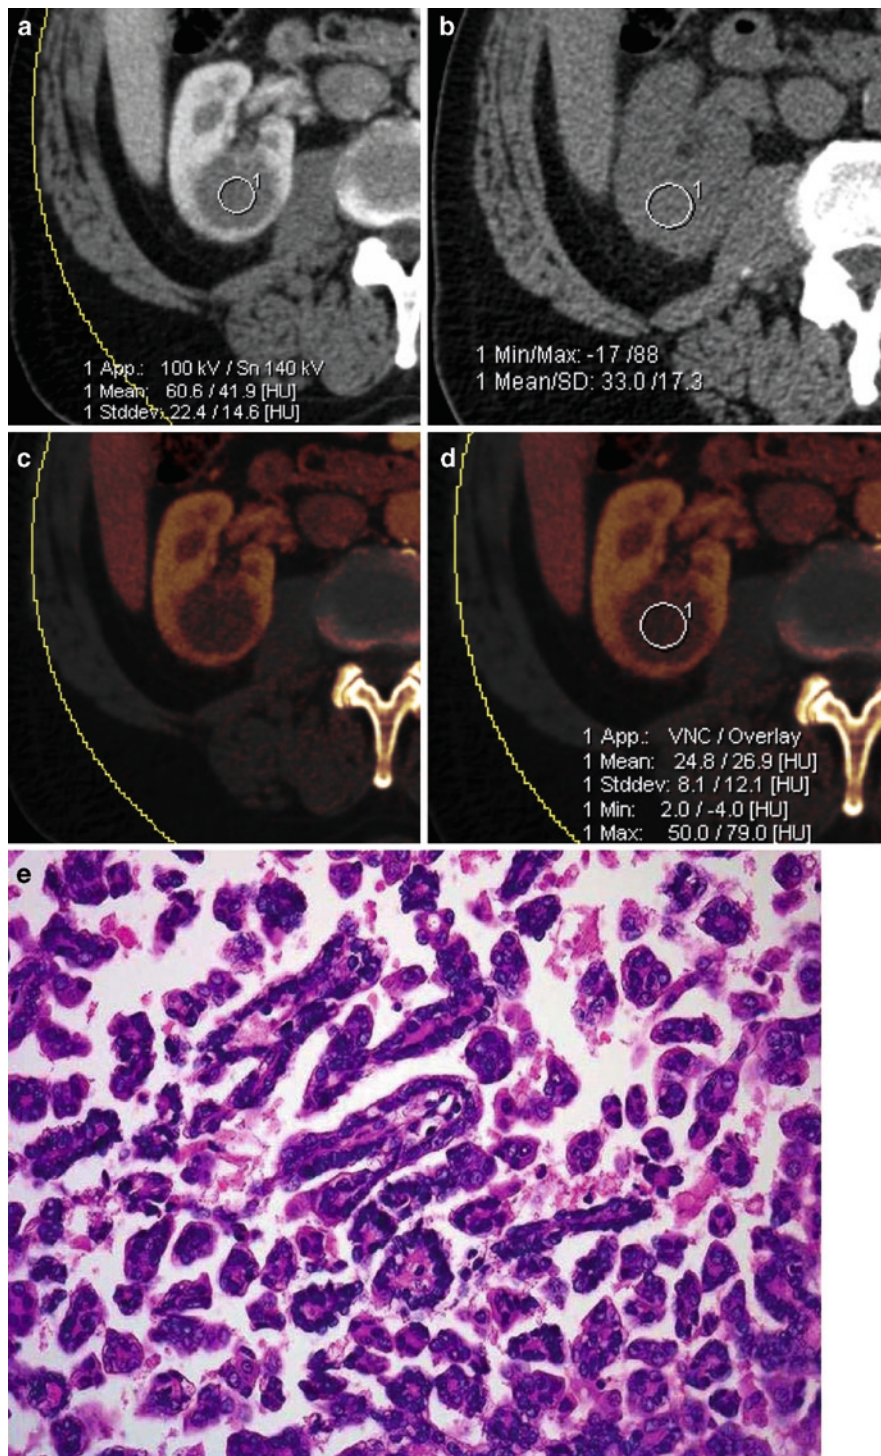 a
1
1 App.: 100 kV / Sn 140 kV
1 Mean: 60.6 / 41.9 [HU]
1 Stddev: 22.4 / 14.6 [HU]
b
1
1 Min/Max: -17 /88
1 Mean/SD: 33.0 /17.3
c
d
1
1 App.: VNC / Overlay
1 Mean: 24.8 / 26.9 [HU]
1 Stddev: 8.1 / 12.1 [HU]
1 Min: 2.0 / -4.0 [HU]
1 Max: 50.0 / 79.0 [HU]
e